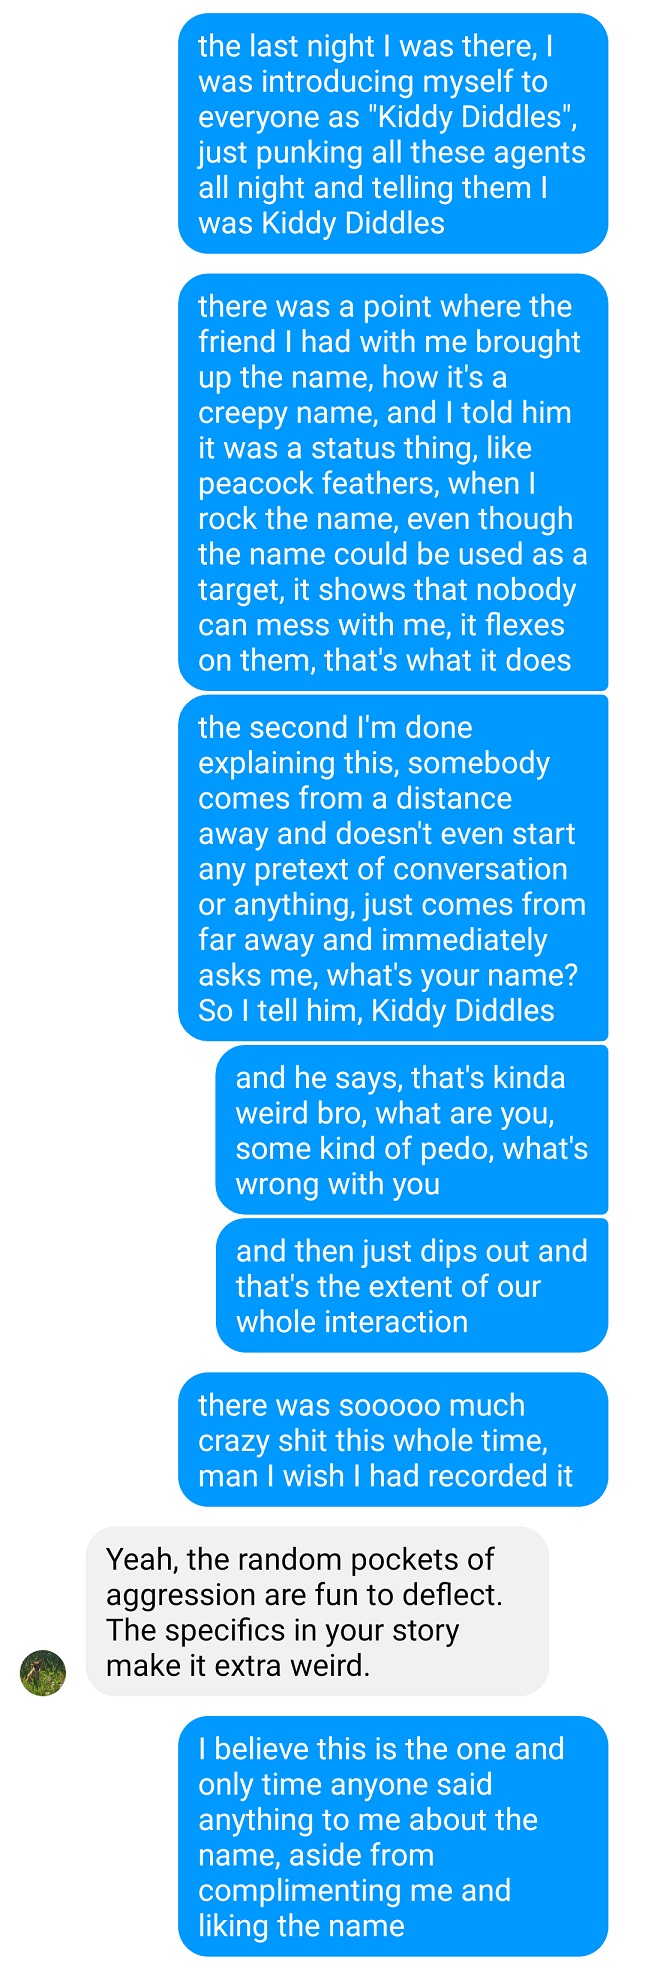 the last night I was there, I
was introducing myself to
everyone as "Kiddy Diddles",
just punking all these agents
all night and telling them I
was Kiddy Diddles
there was a point where the
friend I had with me brought
up the name, how it's a
creepy name, and I told him
it was a status thing, like
peacock feathers, when I
rock the name, even though
the name could be used as a
target, it shows that nobody
can mess with me, it flexes
on them, that's what it does
the second I'm done
explaining this, somebody
comes from a distance
away and doesn't even start
any pretext of conversation
or anything, just comes from
far away and immediately
asks me, what's your name?
So I tell him, Kiddy Diddles
and he says, that's kinda
weird bro, what are you,
some kind of pedo, what's
wrong with you
and then just dips out and
that's the extent of our
whole interaction
there was sooooo much
crazy shit this whole time,
man I wish I had recorded it
Yeah, the random pockets of
aggression are fun to deflect.
The specifics in your story
make it extra weird.
I believe this is the one and
only time anyone said
anything to me about the
name, aside from
complimenting me and
liking the name